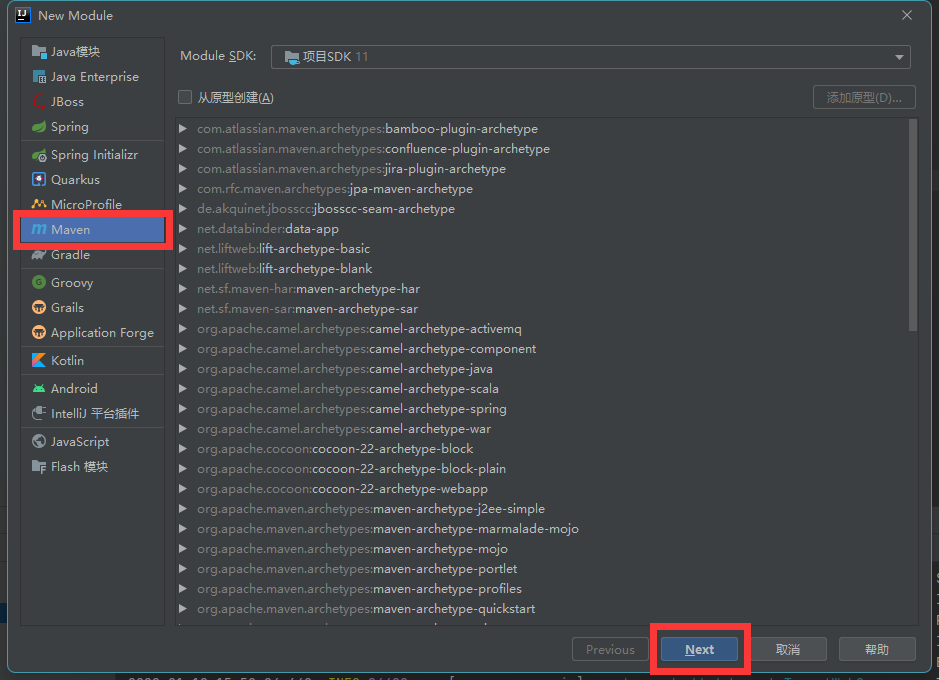 New Module
Java模块
Java Enterprise
JBoss
Spring
Spring Initializr
Quarkus
MicroProfile
Maven
Gradle
Groovy
Grails
Application Forge
Kotlin
Android
IntelliJ 平台插件
JavaScript
Flash 模块
Module SDK: 项目SDK 11
从原型创建(A) 添加原型(D)...
com.atlassian.maven.archetypes:bamboo-plugin-archetype
com.atlassian.maven.archetypes:confluence-plugin-archetype
com.atlassian.maven.archetypes:jira-plugin-archetype
com.rfc.maven.archetypes:jpa-maven-archetype
de.akquinet.jbosscc:jbosscc-seam-archetype
net.databinder:data-app
net.liftweb:lift-archetype-basic
net.liftweb:lift-archetype-blank
net.sf.maven-har:maven-archetype-har
net.sf.maven-sar:maven-archetype-sar
org.apache.camel.archetypes:camel-archetype-activemq
org.apache.camel.archetypes:camel-archetype-component
org.apache.camel.archetypes:camel-archetype-java
org.apache.camel.archetypes:camel-archetype-scala
org.apache.camel.archetypes:camel-archetype-spring
org.apache.camel.archetypes:camel-archetype-war
org.apache.cocoon:cocoon-22-archetype-block
org.apache.cocoon:cocoon-22-archetype-block-plain
org.apache.cocoon:cocoon-22-archetype-webapp
org.apache.maven.archetypes:maven-archetype-j2ee-simple
org.apache.maven.archetypes:maven-archetype-marmalade-mojo
org.apache.maven.archetypes:maven-archetype-mojo
org.apache.maven.archetypes:maven-archetype-portlet
org.apache.maven.archetypes:maven-archetype-profiles
org.apache.maven.archetypes:maven-archetype-quickstart
Previous Next 取消 帮助